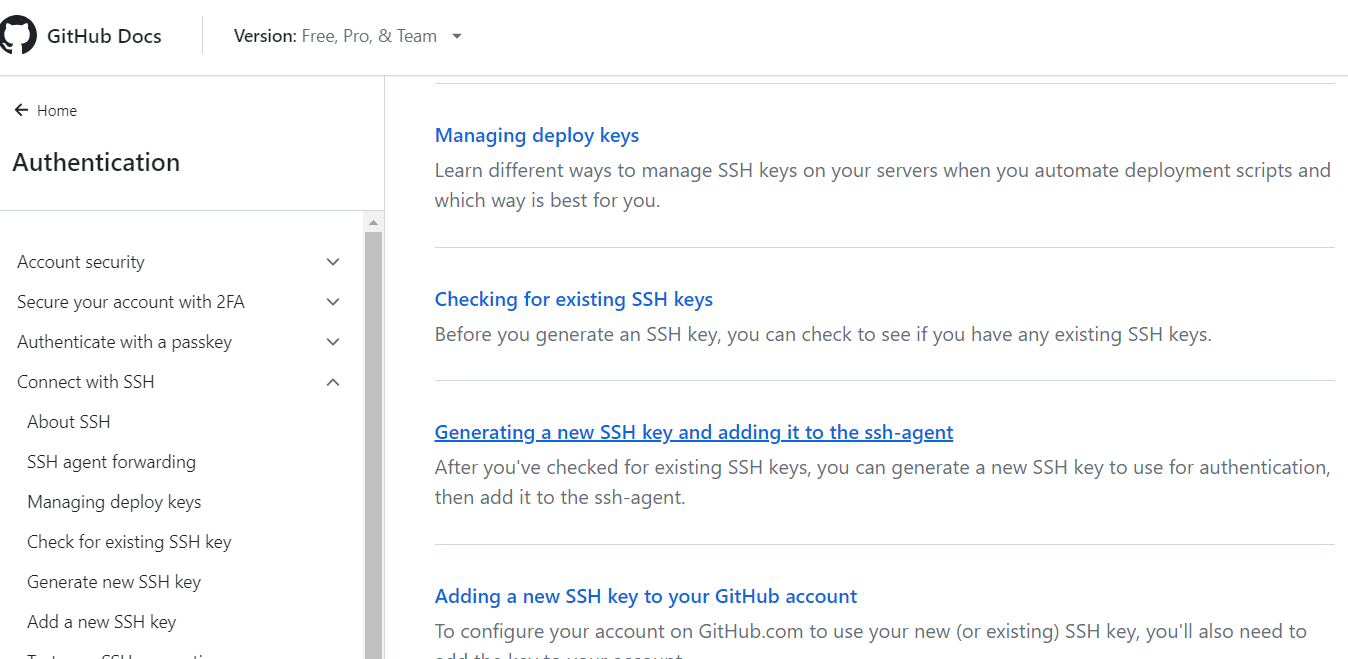 GitHub Docs
Version: Free, Pro, & Team
Home
Authentication
Account security
Secure your account with 2FA
Authenticate with a passkey
Connect with SSH
About SSH
SSH agent forwarding
Managing deploy keys
Check for existing SSH key
Generate new SSH key
Add a new SSH key
Managing deploy keys
Learn different ways to manage SSH keys on your servers when you automate deployment scripts and
which way is best for you.
Checking for existing SSH keys
Before you generate an SSH key, you can check to see if you have any existing SSH keys.
Generating a new SSH key and adding it to the ssh-agent
After you've checked for existing SSH keys, you can generate a new SSH key to use for authentication,
then add it to the ssh-agent.
Adding a new SSH key to your GitHub account
To configure your account on GitHub.com to use your new (or existing) SSH key, you'll also need to
add the key to your account.